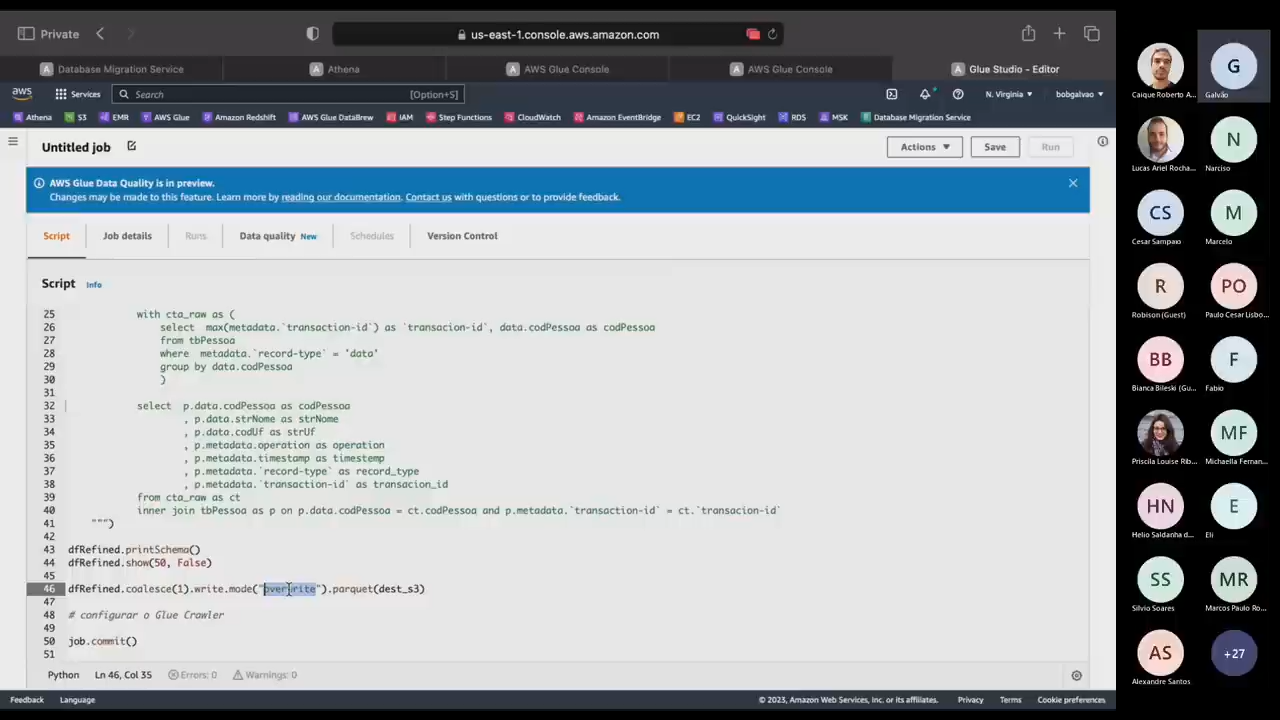 Private
us-east-1.console.aws.amazon.com
Database Migration Service
Athena
AWS Glue Console
AWS Glue Console
Glue Studio - Editor
aws
Services
Search
[Option+S]
N. Virginia
bobgalvao
Athena
S3
EMR
AWS Glue
Amazon Redshift
AWS Glue DataBrew
IAM
Step Functions
CloudWatch
Amazon EventBridge
EC2
QuickSight
RDS
MSK
Database Migration Service
Untitled job
Actions
Save
Run
AWS Glue Data Quality is in preview.
Changes may be made to this feature. Learn more by reading our documentation. Contact us with questions or to provide feedback.
Script
Job details
Runs
Data quality New
Schedules
Version Control
Script Info
25 with cta_raw as (
26 select max(metadata.`transaction-id`) as `transacion-id`, data.codPessoa as codPessoa
27 from tbPessoa
28 where metadata.`record-type` = 'data'
29 group by data.codPessoa
30 )
31
32 select p.data.codPessoa as codPessoa
33 , p.data.strNome as strNome
34 , p.data.codUf as strUf
35 , p.metadata.operation as operation
36 , p.metadata.timestamp as timestemp
37 , p.metadata.`record-type` as record_type
38 , p.metadata.`transaction-id` as transacion_id
39 from cta_raw as ct
40 inner join tbPessoa as p on p.data.codPessoa = ct.codPessoa and p.metadata.`transaction-id` = ct.`transacion-id`
41 """)
42
43 dfRefined.printSchema()
44 dfRefined.show(50, False)
45
46 dfRefined.coalesce(1).write.mode("overwrite").parquet(dest_s3)
47
48 # configurar o Glue Crawler
49
50 job.commit()
51
Python Ln 46, Col 35 Errors: 0 Warnings: 0
Feedback Language
© 2023, Amazon Web Services, Inc. or its affiliates. Privacy Terms Cookie preferences
Caique Roberto A...
G
Galvão
Lucas Ariel Rocha...
N
Narciso
CS
Cesar Sampaio
M
Marcelo
R
Robison (Guest)
PO
Paulo Cesar Lisbo...
BB
Bianca Bileski (Gu...
F
Fabio
Priscila Louise Rib...
MF
Michaella Fernan...
HN
Helio Saldanha d...
E
Eli
SS
Silvio Soares
MR
Marcos Paulo Ro...
AS
Alexandre Santos
+27